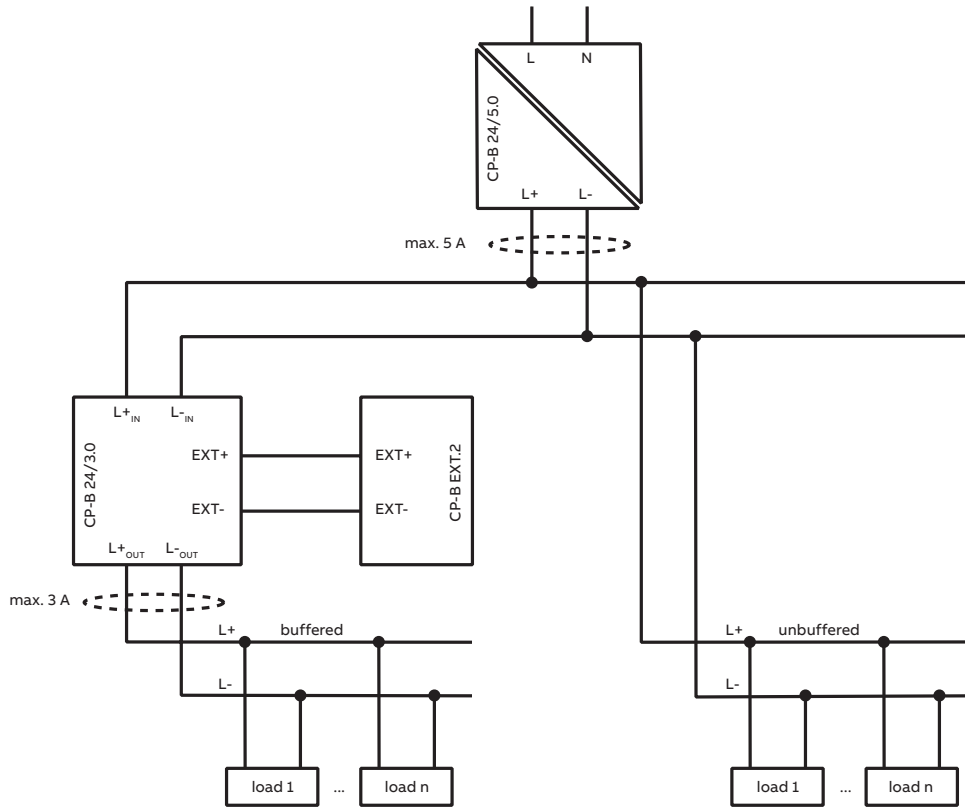 L N
CP-B 24/5.0
L+ L-
max. 5 A
L+IN L-IN
CP-B 24/3.0
EXT+
EXT-
L+OUT L-OUT
EXT+
EXT-
CP-B EXT.2
max. 3 A
L+ buffered
L-
load 1 ... load n
L+ unbuffered
L-
load 1 ... load n